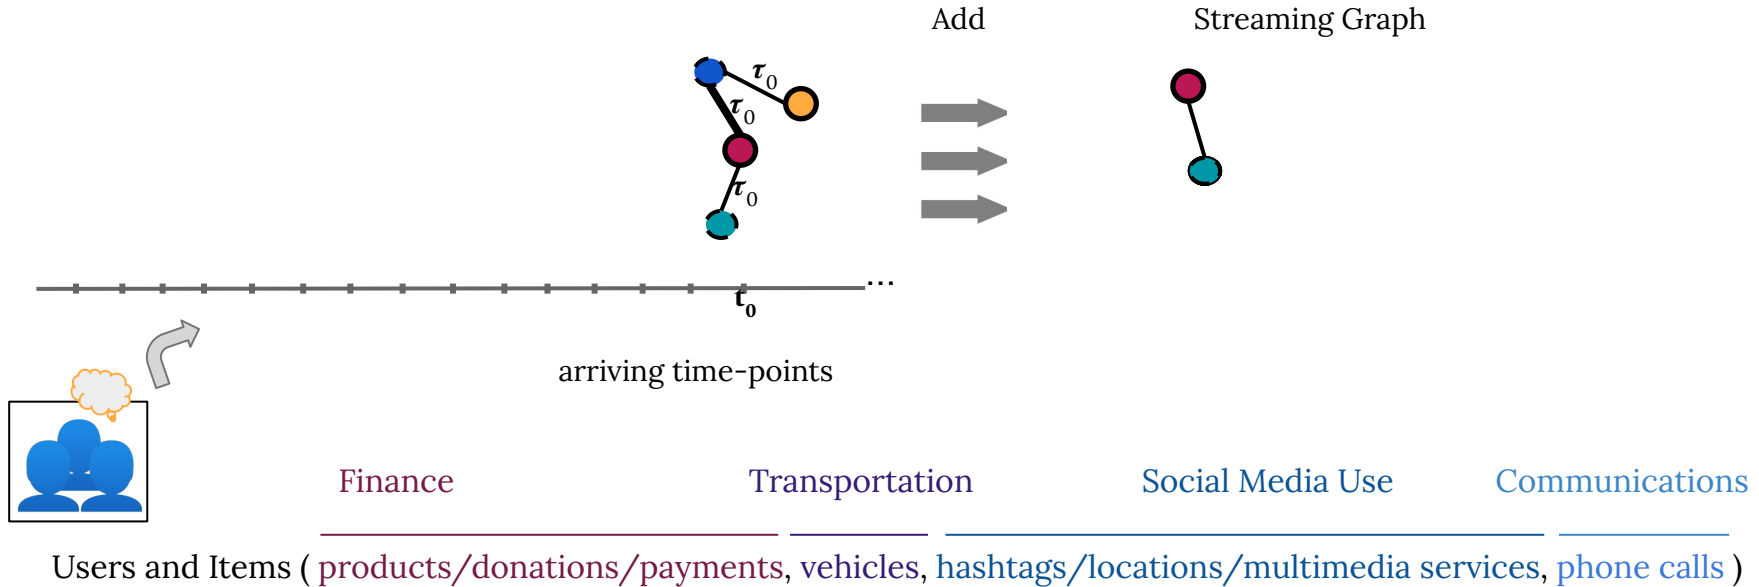 Add
Streaming Graph
τ0
τ0
τ0
...
t0
arriving time-points
Finance
Transportation
Social Media Use
Communications
Users and Items ( products/donations/payments, vehicles, hashtags/locations/multimedia services, phone calls )